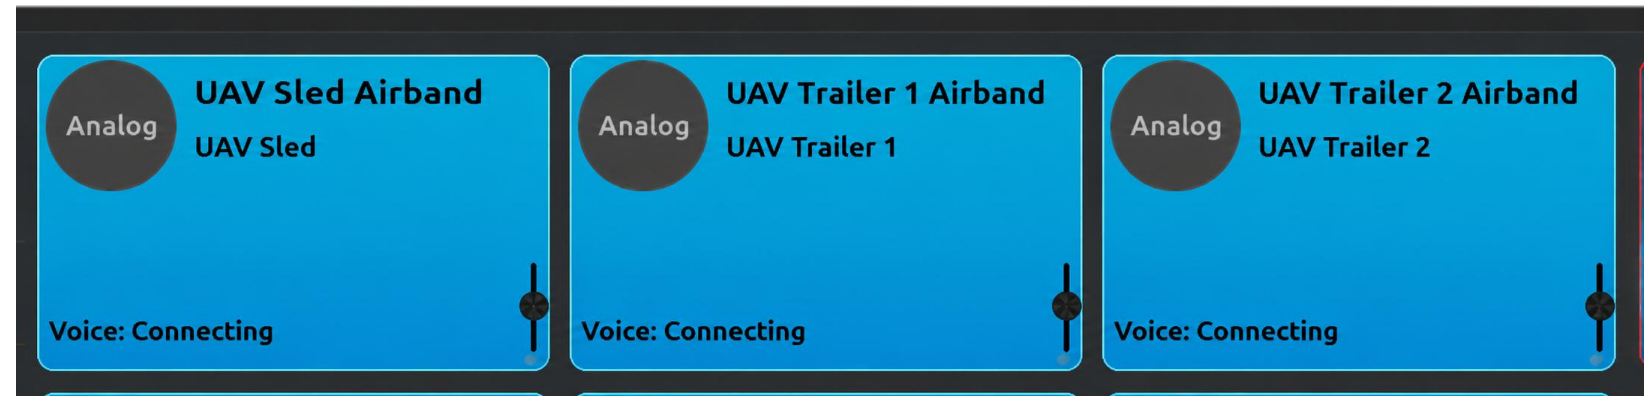 Analog
UAV Sled Airband
UAV Sled
Voice: Connecting
Analog
UAV Trailer 1 Airband
UAV Trailer 1
Voice: Connecting
Analog
UAV Trailer 2 Airband
UAV Trailer 2
Voice: Connecting